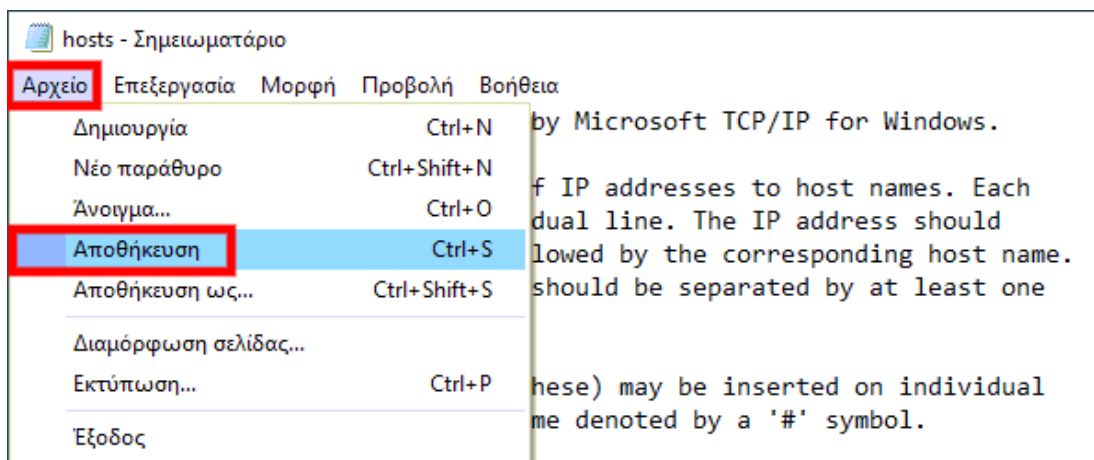 hosts - Σημειωματάριο
Αρχείο Επεξεργασία Μορφή Προβολή Βοήθεια
Δημιουργία Ctrl+N
Νέο παράθυρο Ctrl+Shift+N
Άνοιγμα... Ctrl+O
Αποθήκευση Ctrl+S
Αποθήκευση ως... Ctrl+Shift+S
Διαμόρφωση σελίδας...
Εκτύπωση... Ctrl+P
Έξοδος
by Microsoft TCP/IP for Windows.
f IP addresses to host names. Each
dual line. The IP address should
lowed by the corresponding host name.
should be separated by at least one
hese) may be inserted on individual
me denoted by a '#' symbol.